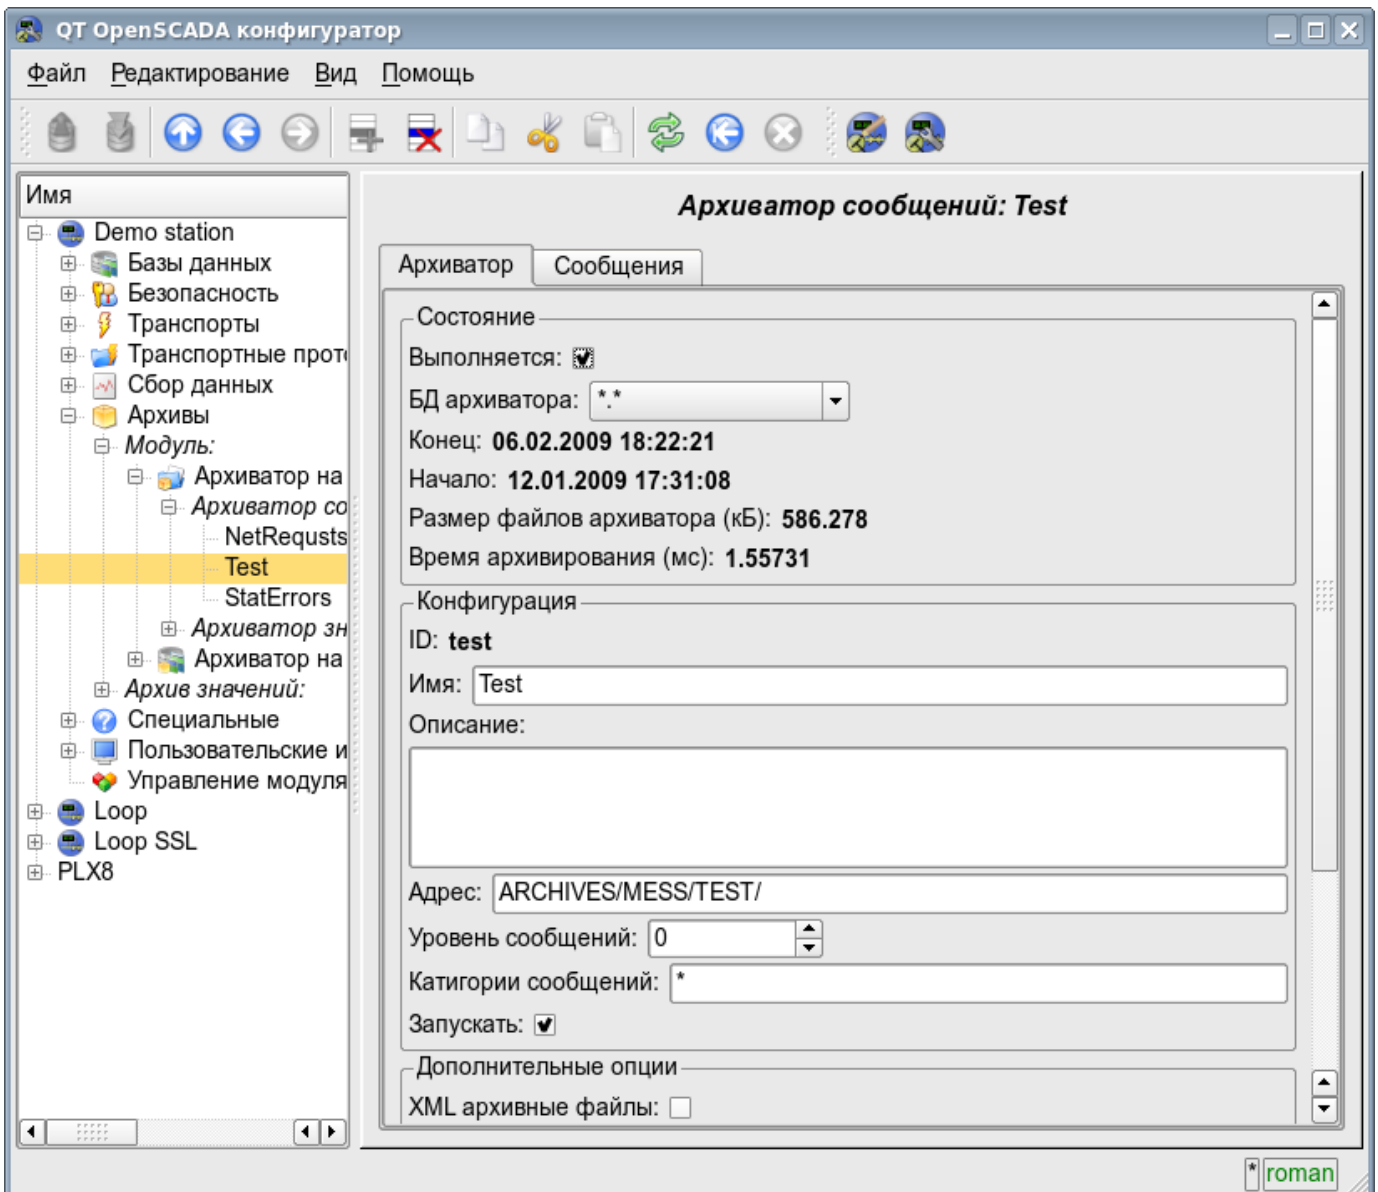 QT OpenSCADA конфигуратор
Файл Редактирование Вид Помощь
Имя
Demo station
Базы данных
Безопасность
Транспорты
Транспортные прот
Сбор данных
Архивы
Модуль:
Архиватор на
Архиватор со
NetRequsts
Test
StatErrors
Архиватор зн
Архиватор на
Архив значений:
Специальные
Пользовательские и
Управление модуля
Loop
Loop SSL
PLX8
Архиватор сообщений: Test
Архиватор Сообщения
Состояние
Выполняется:
БД архиватора: *.*
Конец: 06.02.2009 18:22:21
Начало: 12.01.2009 17:31:08
Размер файлов архиватора (кБ): 586.278
Время архивирования (мс): 1.55731
Конфигурация
ID: test
Имя: Test
Описание:
Адрес: ARCHIVES/MESS/TEST/
Уровень сообщений: 0
Катигории сообщений: *
Запускать:
Дополнительные опции
XML архивные файлы:
* roman